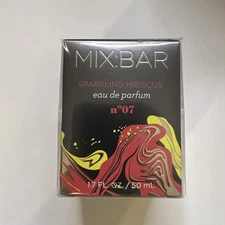 MIX:BAR
SPARKLING HIBISCUS
eau de parfum
nº07
1.7 FL. OZ. / 50 mL